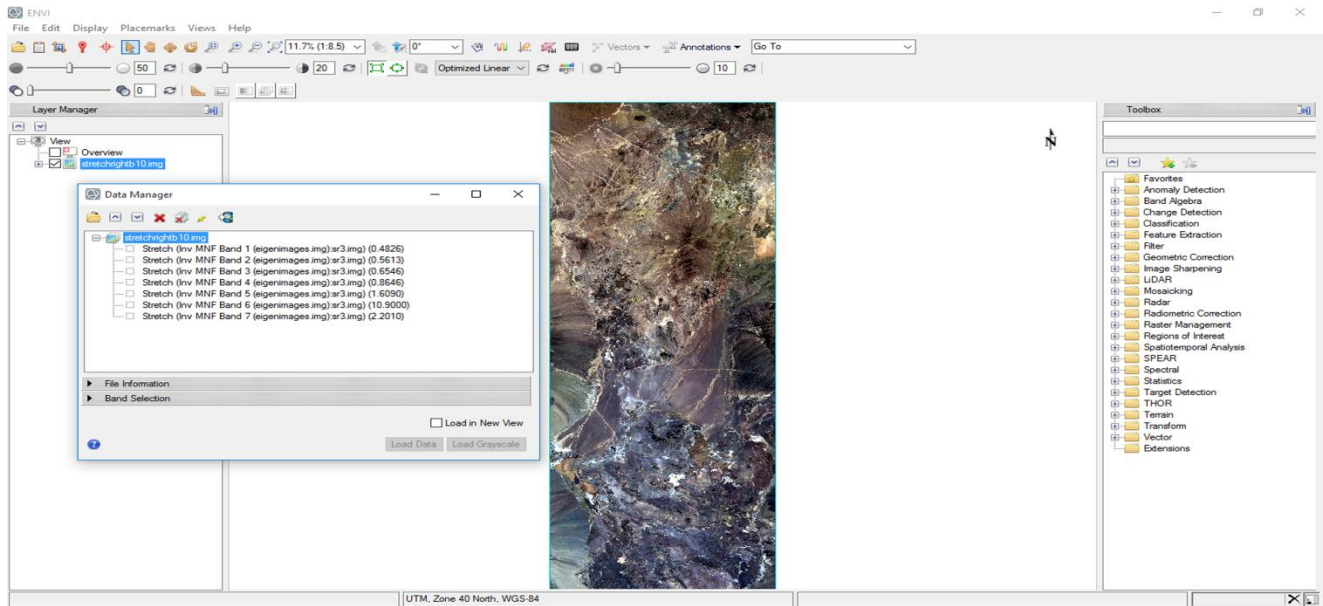 ENVI
File Edit Display Placemarks Views Help
11.7% (1:8.5) 0° Vectors Annotations Go To
50 20 Optimized Linear 10
0
Layer Manager
View
Overview
stretchrightb10.img
Data Manager
stretchrightb10.img
Stretch (Inv MNF Band 1 (eigenimages.img):sr3.img) (0.4826)
Stretch (Inv MNF Band 2 (eigenimages.img):sr3.img) (0.5613)
Stretch (Inv MNF Band 3 (eigenimages.img):sr3.img) (0.6546)
Stretch (Inv MNF Band 4 (eigenimages.img):sr3.img) (0.8646)
Stretch (Inv MNF Band 5 (eigenimages.img):sr3.img) (1.6090)
Stretch (Inv MNF Band 6 (eigenimages.img):sr3.img) (10.9000)
Stretch (Inv MNF Band 7 (eigenimages.img):sr3.img) (2.2010)
File Information
Band Selection
Load in New View
Load Data Load Grayscale
N
Toolbox
Favorites
Anomaly Detection
Band Algebra
Change Detection
Classification
Feature Extraction
Filter
Geometric Correction
Image Sharpening
LiDAR
Mosaicking
Radar
Radiometric Correction
Raster Management
Regions of Interest
Spatiotemporal Analysis
SPEAR
Spectral
Statistics
Target Detection
THOR
Terrain
Transform
Vector
Extensions
UTM, Zone 40 North, WGS-84